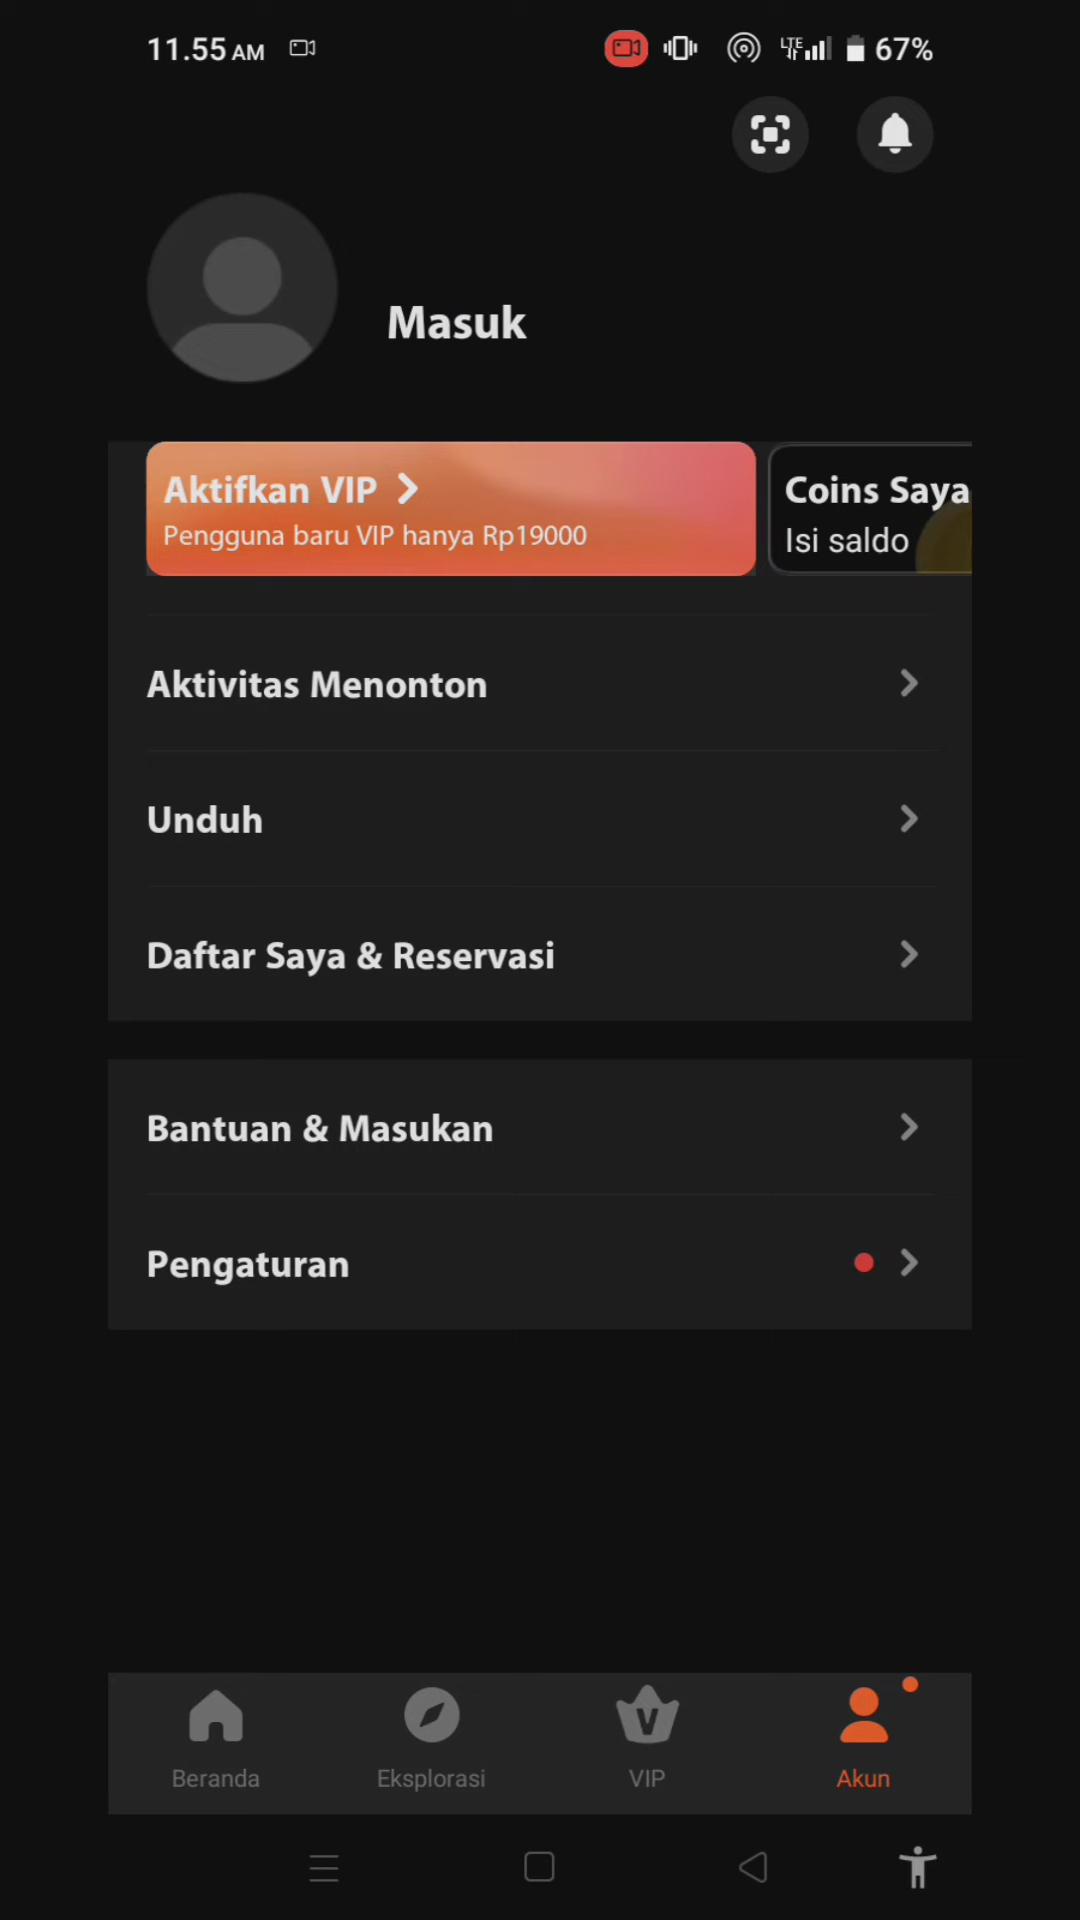 11.55 AM
LTE 67%
Masuk
Aktifkan VIP
Pengguna baru VIP hanya Rp19000
Coins Saya
Isi saldo
Aktivitas Menonton
Unduh
Daftar Saya & Reservasi
Bantuan & Masukan
Pengaturan
V
Beranda
Eksplorasi
VIP
Akun